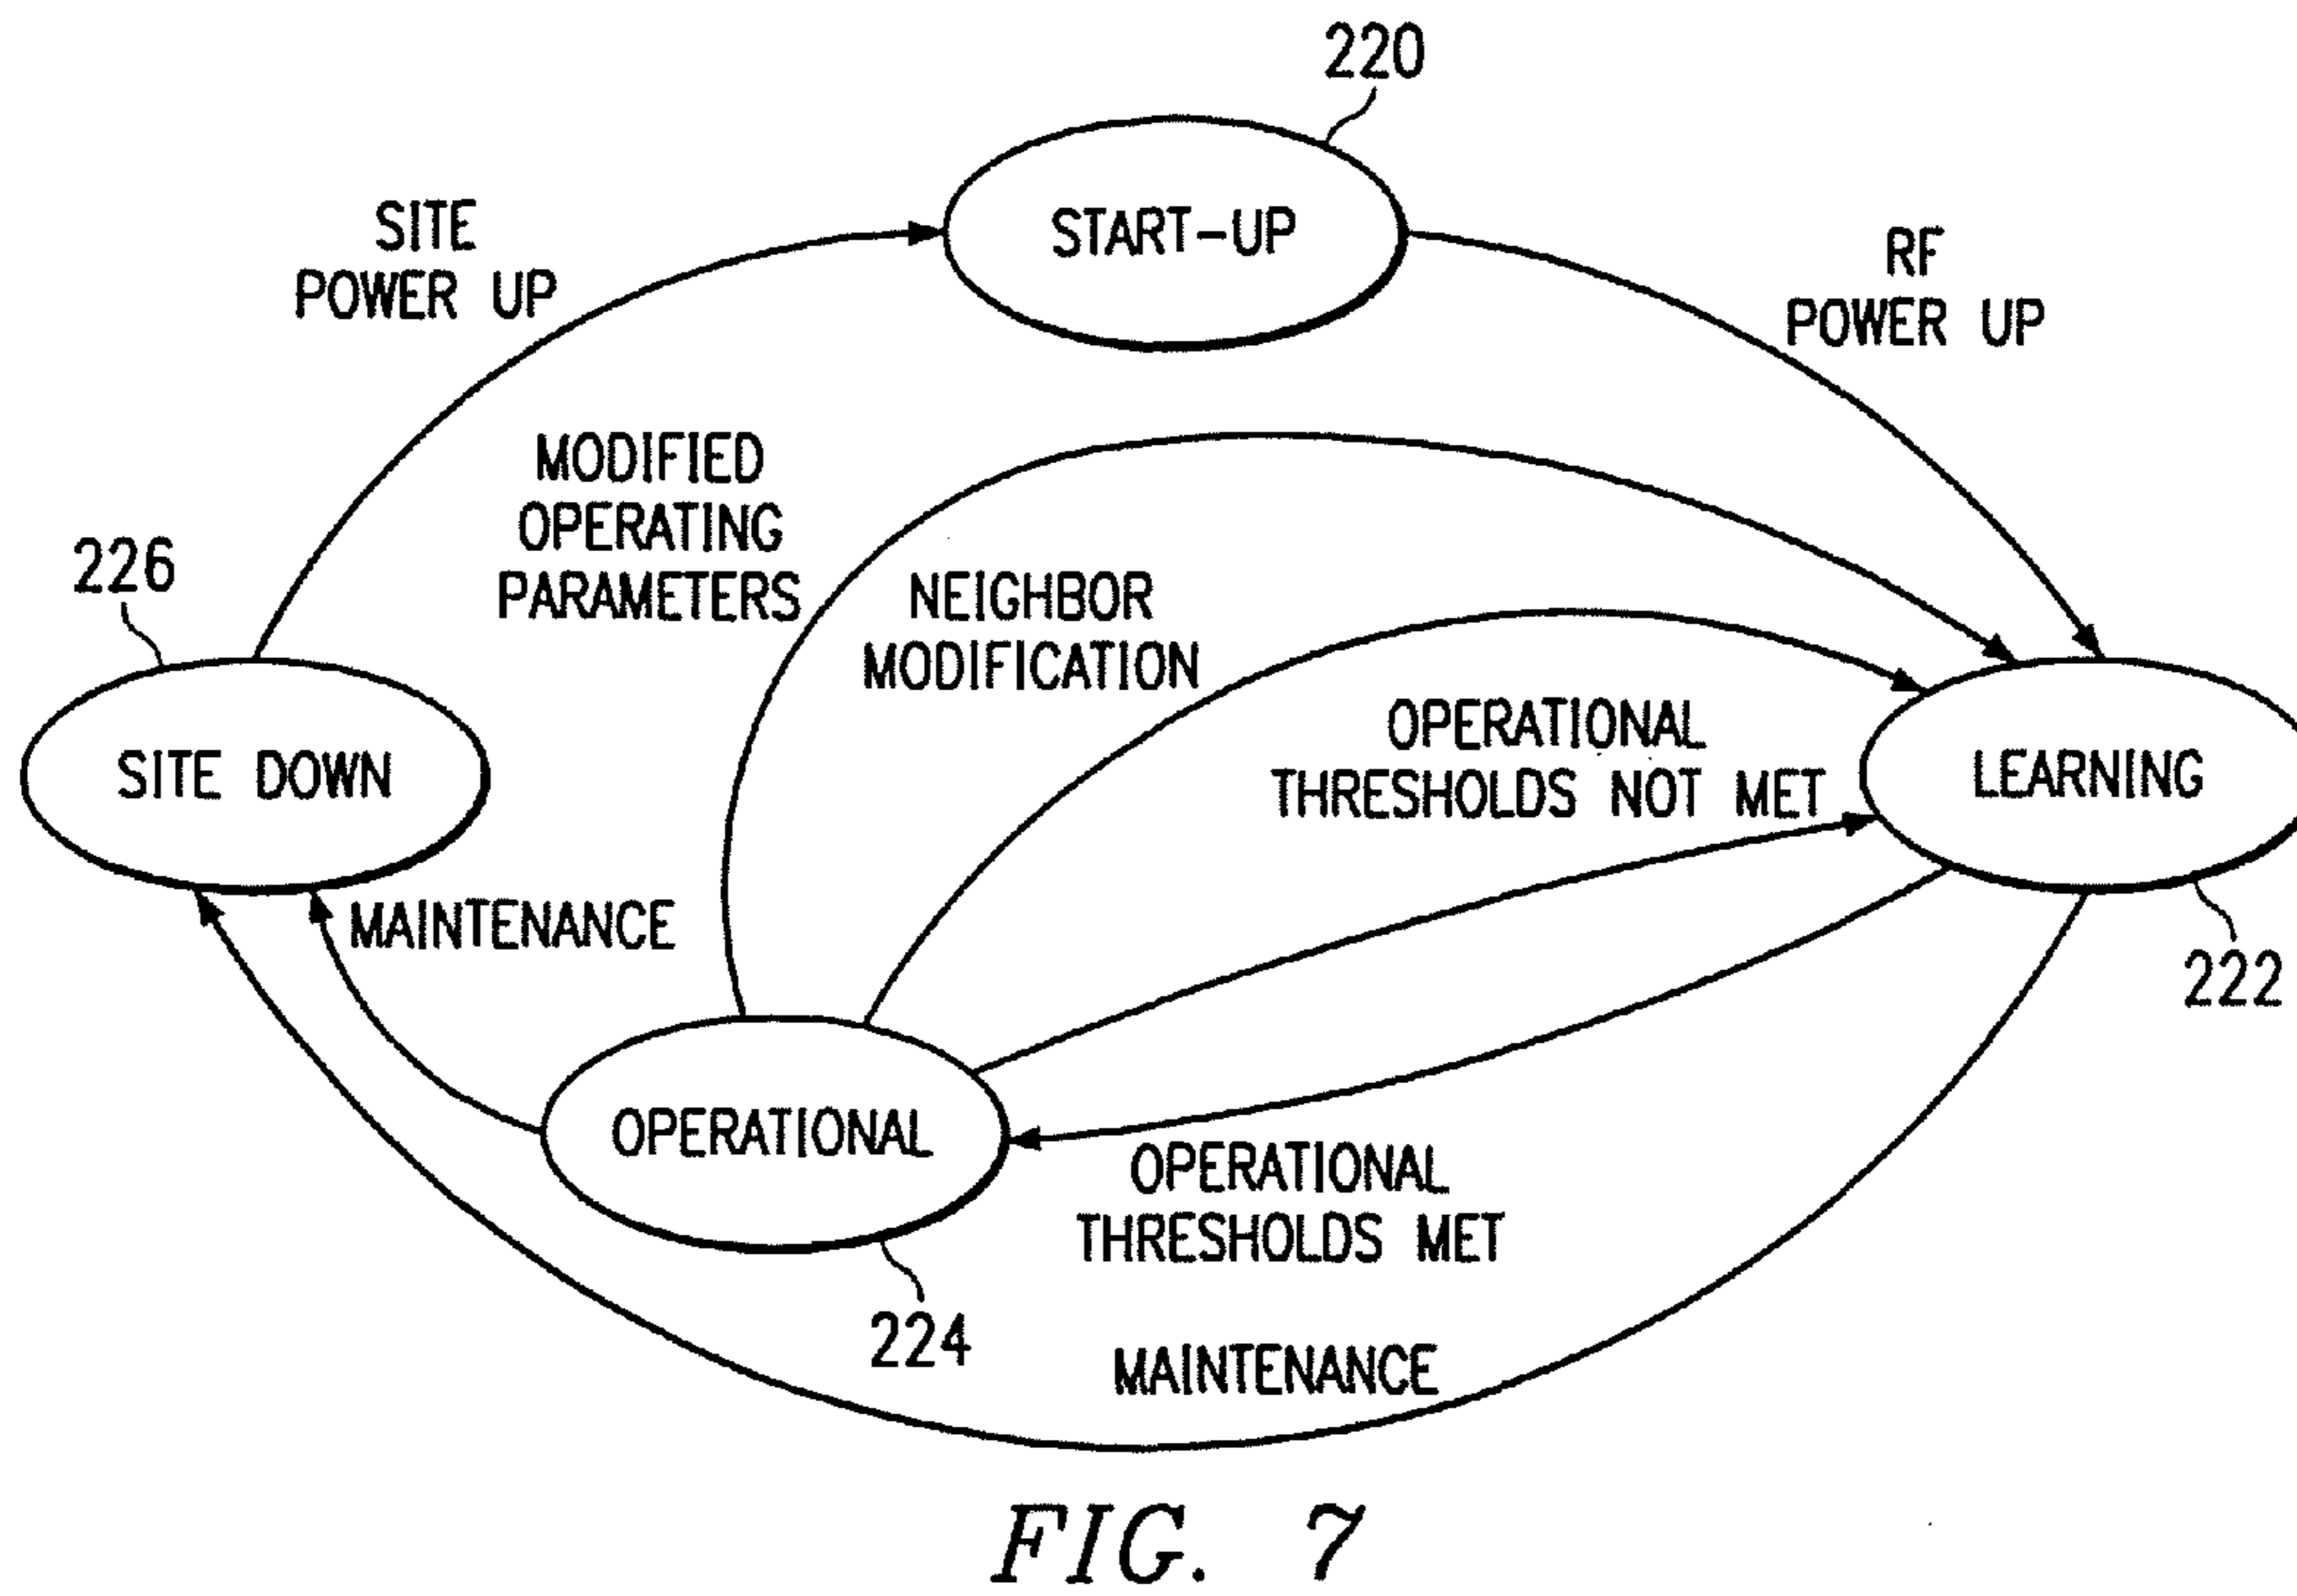 220
START-UP
SITE
POWER UP
RF
POWER UP
MODIFIED
OPERATING
PARAMETERS
226
NEIGHBOR
MODIFICATION
OPERATIONAL
THRESHOLDS NOT MET
SITE DOWN
LEARNING
MAINTENANCE
222
OPERATIONAL
OPERATIONAL
THRESHOLDS MET
224
MAINTENANCE
FIG. 7